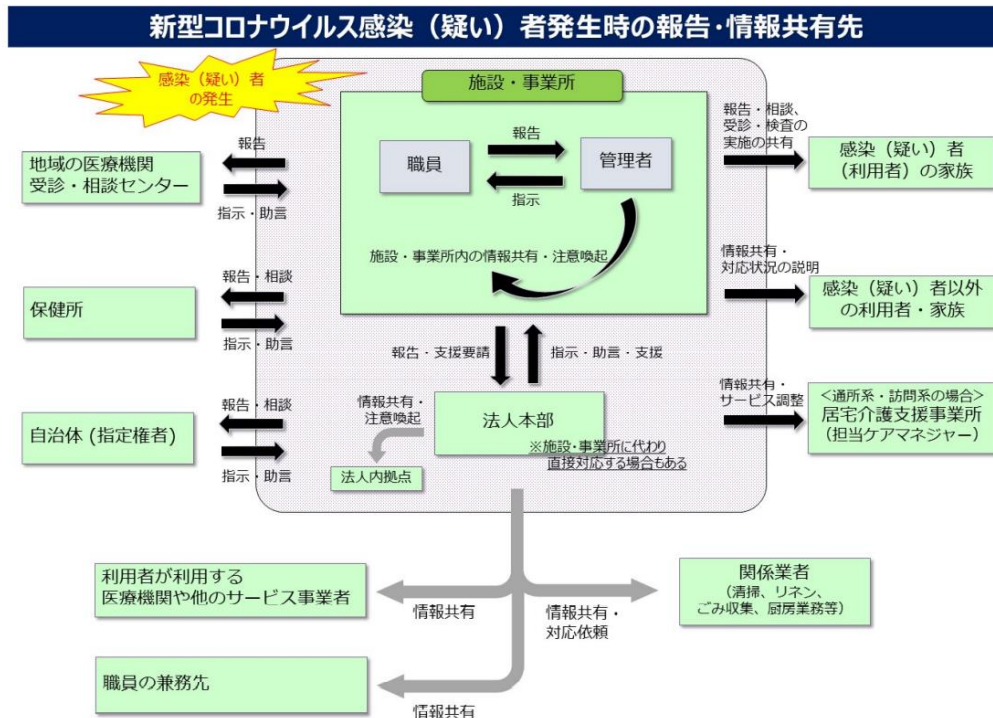 新型コロナウイルス感染（疑い）者発生時の報告･情報共有先
感染（疑い）者
の発生
施設・事業所
職員
報告
指示
管理者
施設・事業所内の情報共有・注意喚起
地域の医療機関
受診・相談センター
報告
指示・助言
保健所
報告・相談
指示・助言
自治体 (指定権者)
報告・相談
指示・助言
報告・相談、
受診・検査の
実施の共有
感染（疑い）者
(利用者）の家族
情報共有・
対応状況の説明
感染（疑い）者以外
の利用者・家族
情報共有・
サービス調整
＜通所系・訪問系の場合＞
居宅介護支援事業所
（担当ケアマネジャー）
報告・支援要請
指示・助言・支援
法人本部
※施設・事業所に代わり
直接対応する場合もある
情報共有・
注意喚起
法人内拠点
利用者が利用する
医療機関や他のサービス事業者
情報共有
情報共有・
対応依頼
関係業者
（清掃、リネン、
ごみ収集、厨房業務等）
職員の兼務先
情報共有